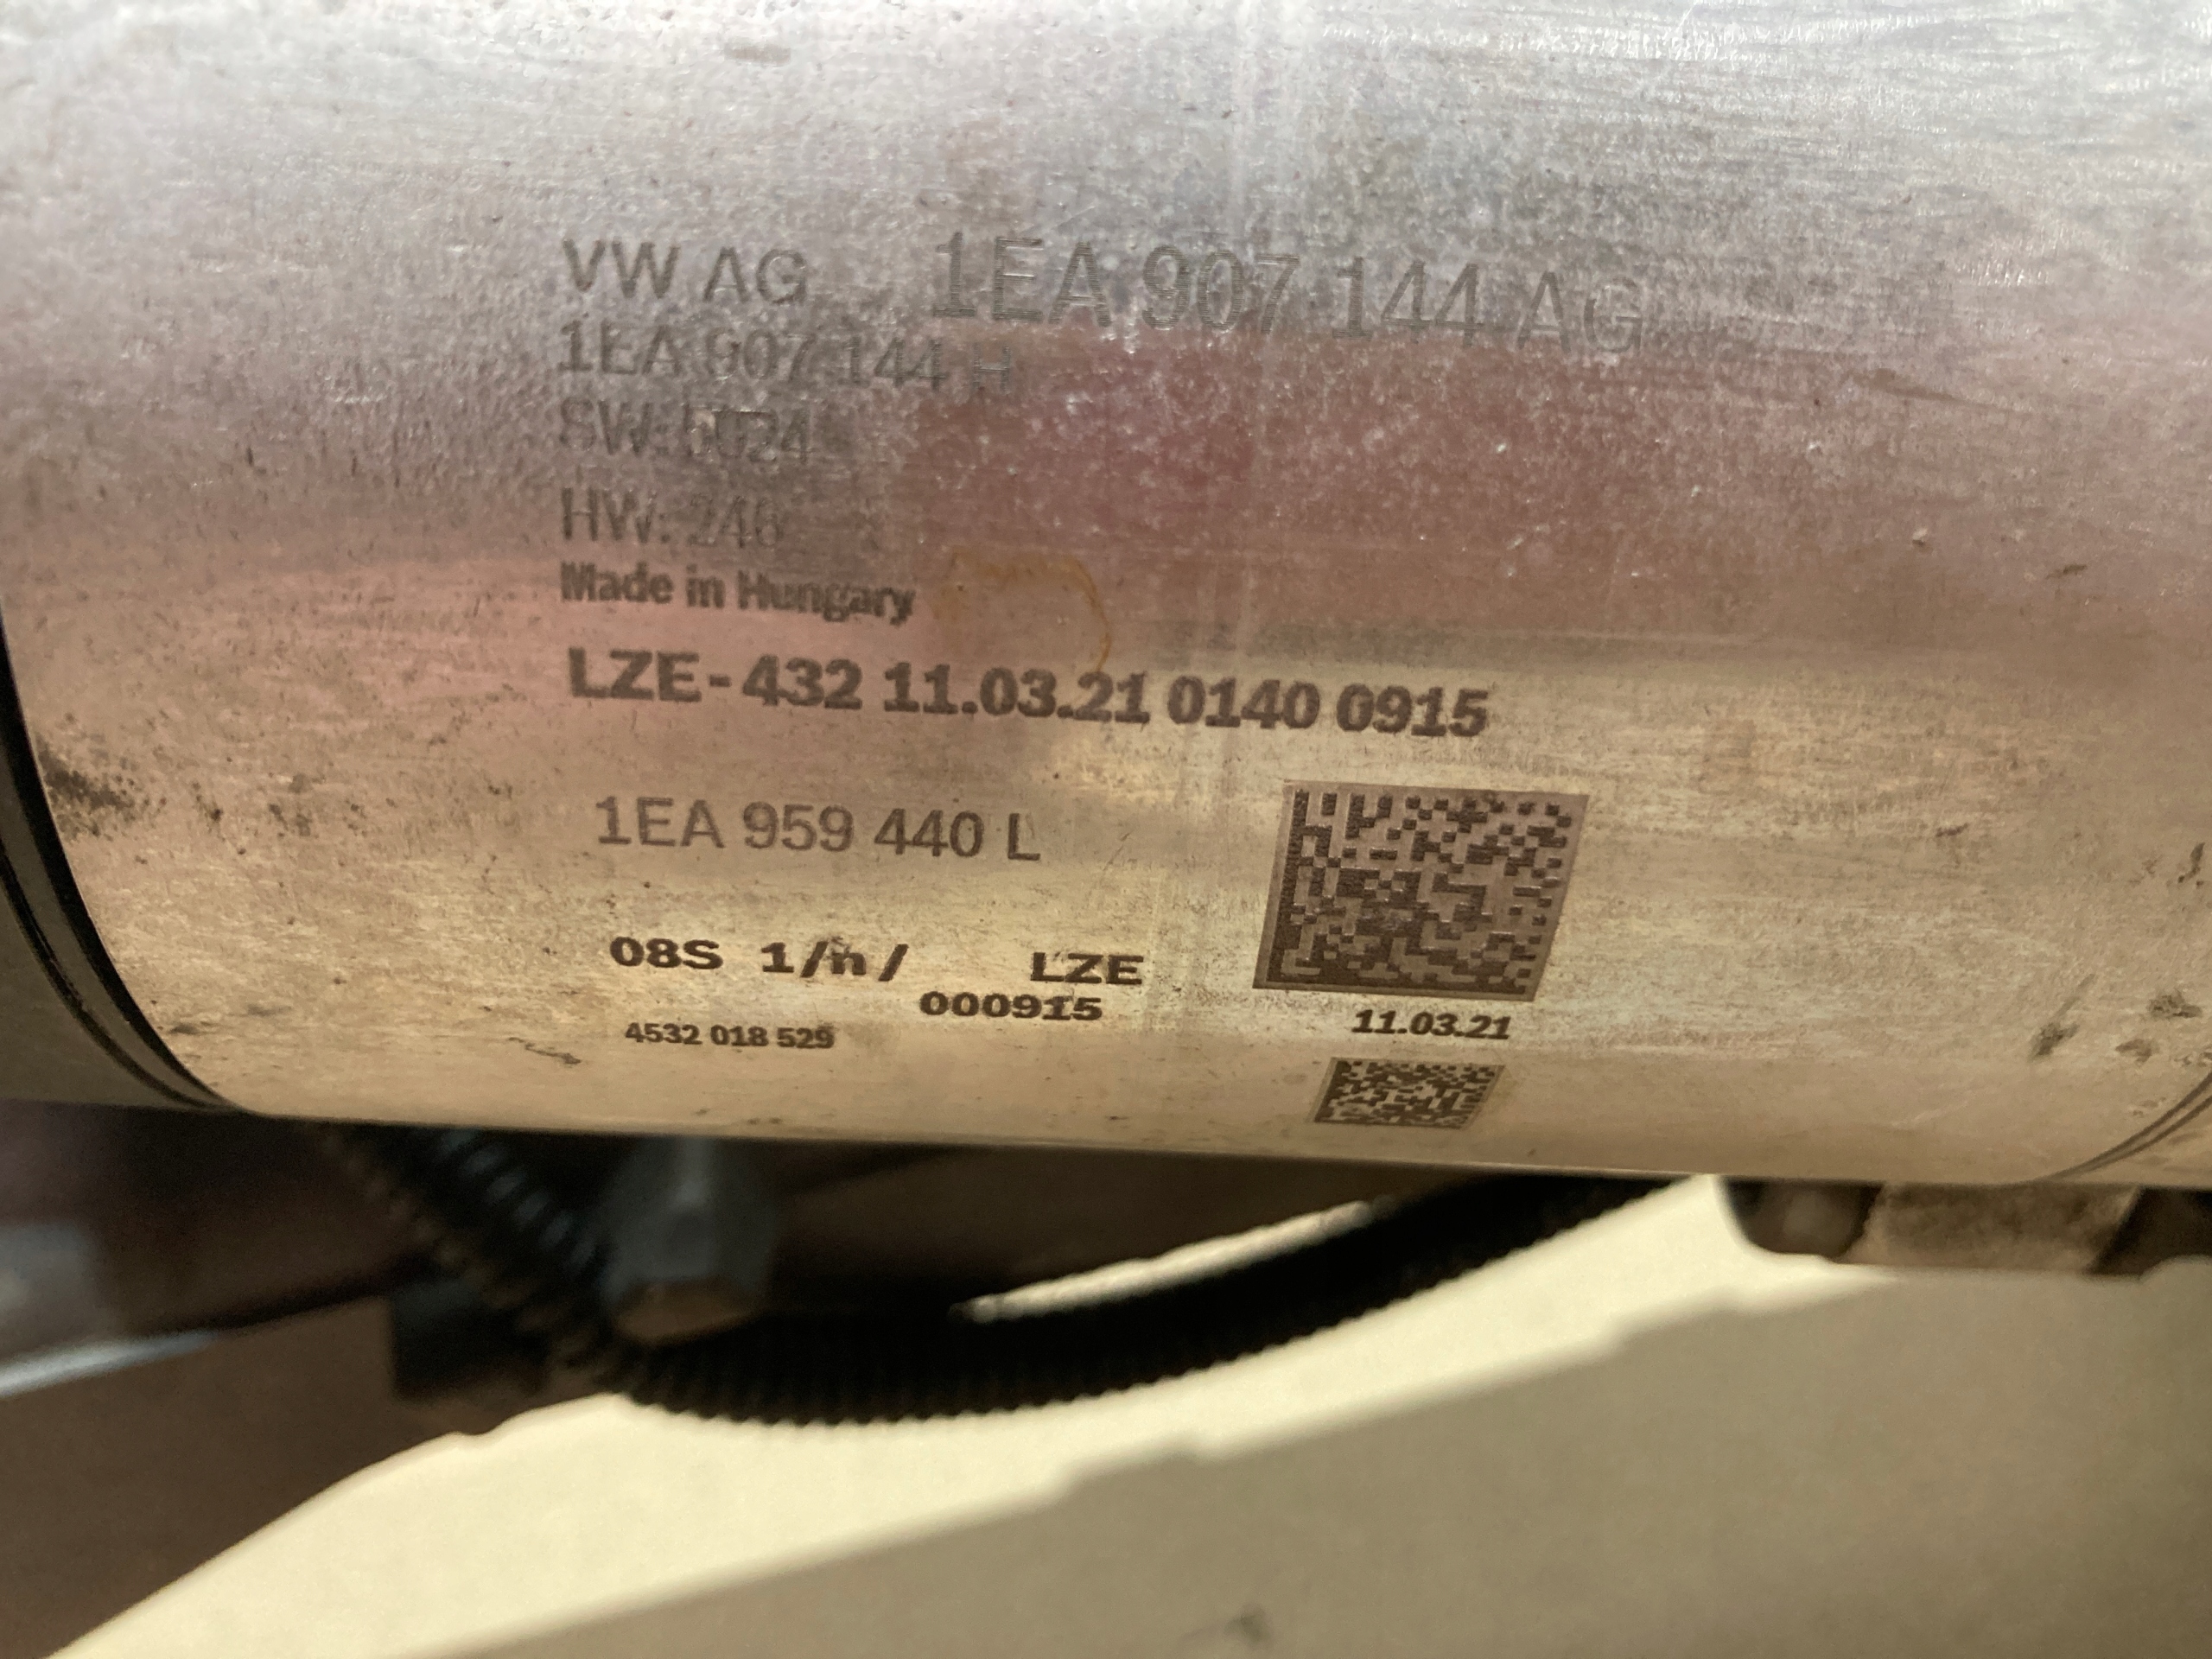 VW AG 1EA 907 144 AG
1EA 907 144 H
SW:
HW: 246
Made in Hungary
LZE-432 11.03.21 0140 0915
1EA 959 440 L
08S 1/n/ LZE
000915
4532 018 529
11.03.21